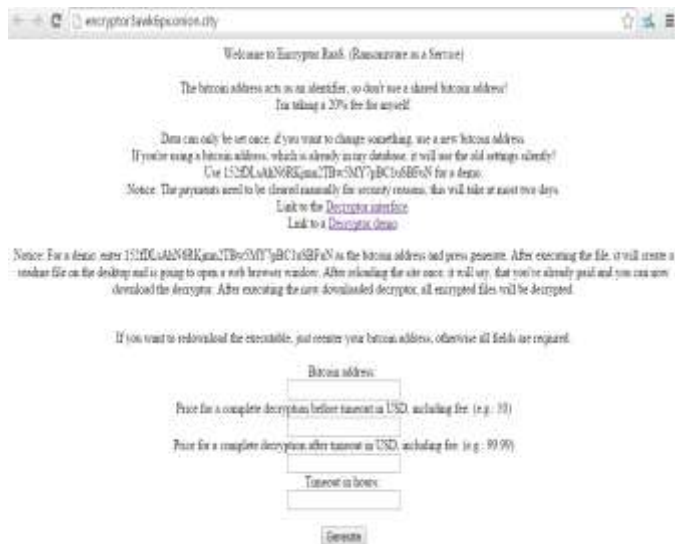 encryptor3awk6px.onion.city
Welcome to Encryptor RaaS. (Ransomware as a Service)
The bitcoin address acts as an identifier, so don't use a shared bitcoin address!
I'm taking a 20% fee for myself.
Data can only be set once, if you want to change something, use a new bitcoin address.
If you're using a bitcoin address, which is already in my database, it will use the old settings silently!
Use for a demo.
Notice: The payments need to be cleared manually for security reasons, this will take at most two days.
Link to the Decryptor interface.
Link to a Decryptor demo.
Notice: For a demo, enter as the bitcoin address and press generate. After executing the file, it will create a
readme file on the desktop and is going to open a web browser window. After reloading the site once, it will say, that you've already paid and you can now
download the decryptor. After executing the now downloaded decryptor, all encrypted files will be decrypted.
If you want to redownload the executable, just reenter your bitcoin address, otherwise all fields are required.
Bitcoin address:
Price for a complete decryption before timeout in USD, including fee: (e.g.: 50)
Price for a complete decryption after timeout in USD, including fee: (e.g.: 99.99)
Timeout in hours:
Generate